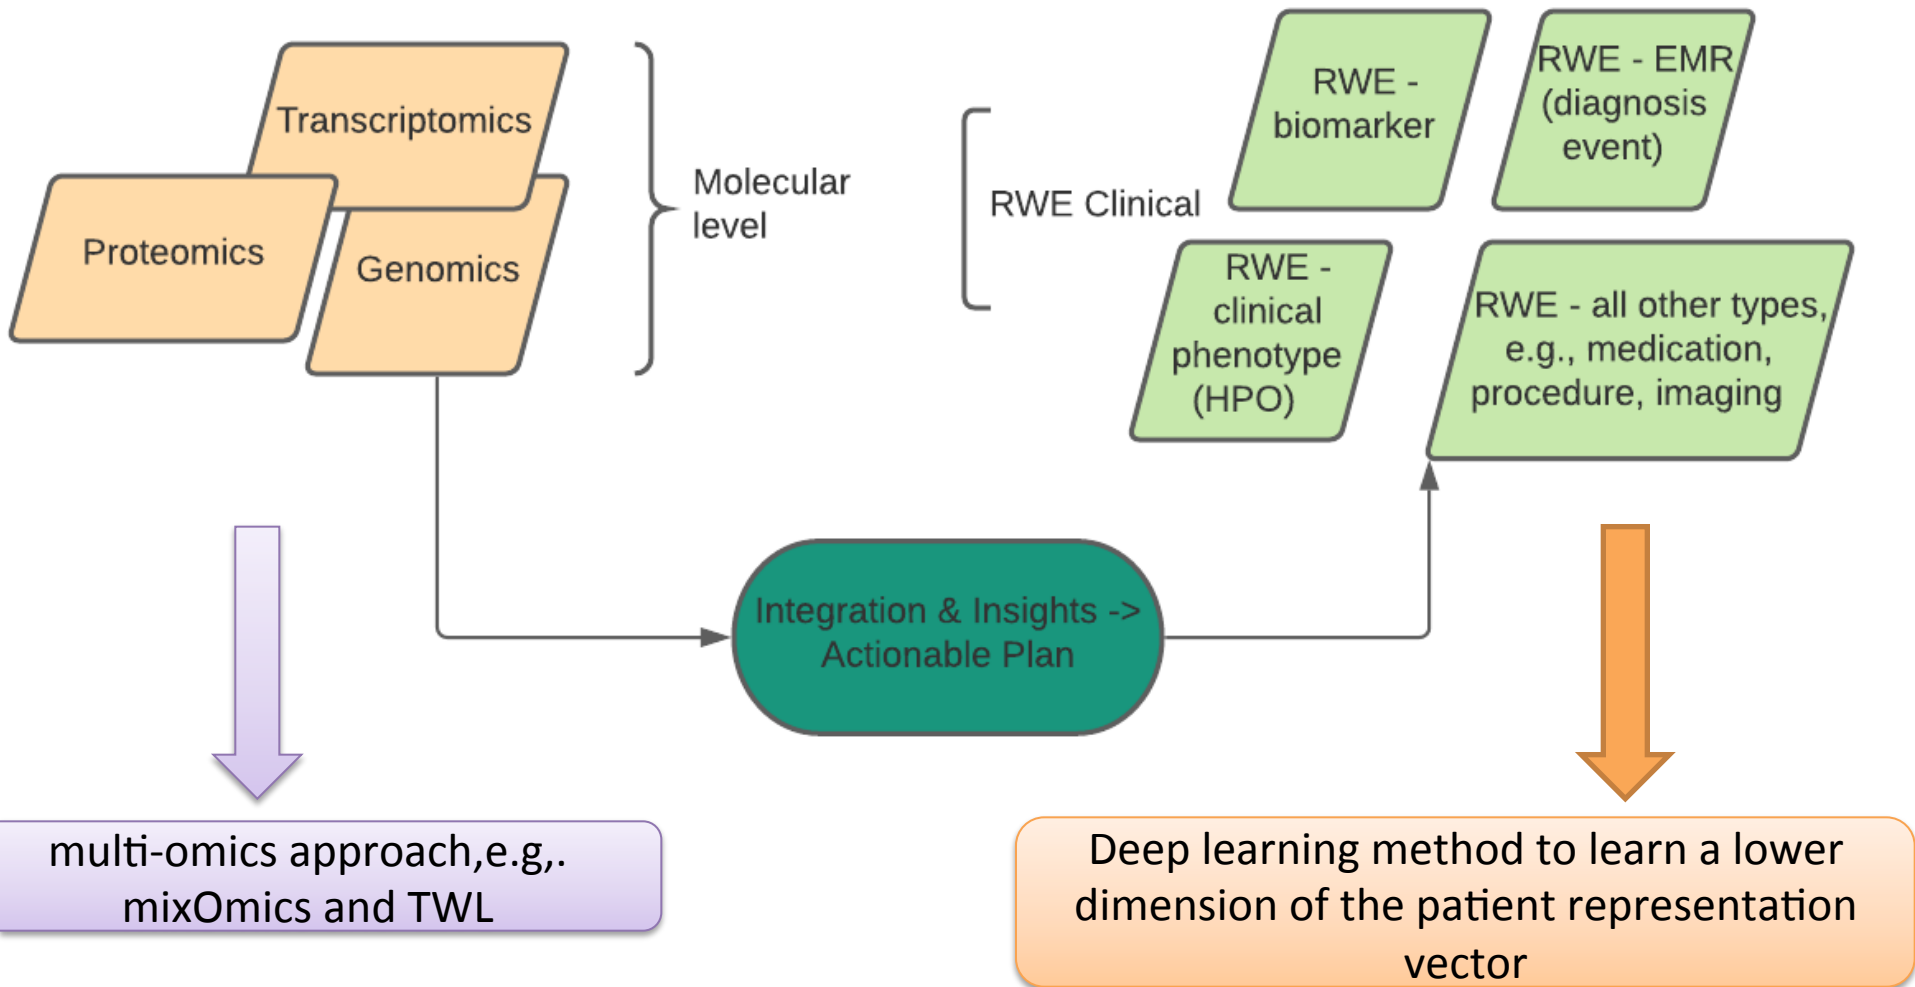 Transcriptomics
Proteomics
Genomics
Molecular
level
RWE Clinical
RWE -
biomarker
RWE - EMR
(diagnosis
event)
RWE -
clinical
phenotype
(HPO)
RWE - all other types,
e.g., medication,
procedure, imaging
Integration & Insights ->
Actionable Plan
multi-omics approach,e.g,.
mixOmics and TWL
Deep learning method to learn a lower
dimension of the patient representation
vector